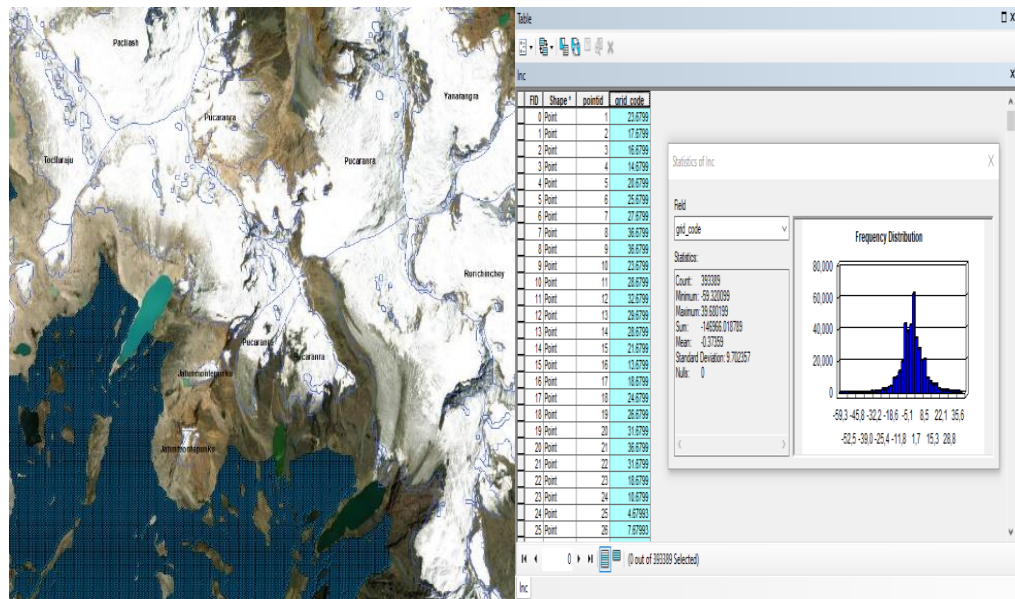 Pacliash
Yanarangra
Pucaranra
Tocllaraju
Pucaranra
Rurichinchey
Pucaranra
Pucaranra
Jatunmontepunko
Jatunmontepunko
Table
Inc
FID Shape * pointid grid_code
0 Point 1 23.6799
1 Point 2 17.6799
2 Point 3 16.6799
3 Point 4 14.6799
4 Point 5 20.6799
5 Point 6 25.6799
6 Point 7 27.6799
7 Point 8 36.6799
8 Point 9 36.6799
9 Point 10 23.6799
10 Point 11 28.6799
11 Point 12 32.6799
12 Point 13 29.6799
13 Point 14 28.6799
14 Point 15 21.6799
15 Point 16 13.6799
16 Point 17 18.6799
17 Point 18 24.6799
18 Point 19 26.6799
19 Point 20 31.6799
20 Point 21 36.6799
21 Point 22 31.6799
22 Point 23 18.6799
23 Point 24 10.6799
24 Point 25 4.67993
25 Point 26 7.67993
0
(0 out of 393389 Selected)
Inc
Statistics of Inc
Field
grid_code
Statistics:
Count: 393389
Minimum: -59.320099
Maximum: 39.680199
Sum: -146966.018789
Mean: -0.37359
Standard Deviation: 9.702357
Nulls: 0
Frequency Distribution
80,000
60,000
40,000
20,000
0
-59,3 -45,8 -32,2 -18,6 -5,1 8,5 22,1 35,6
-52,5 -39,0 -25,4 -11,8 1,7 15,3 28,8